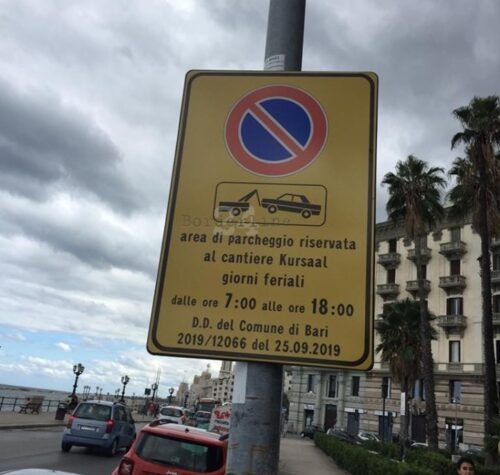 Borderline
area di parcheggio riservata
al cantiere Kursaal
giorni feriali
dalle ore 7:00 alle ore 18:00
D.D. del Comune di Bari
2019/12066 del 25.09.2019